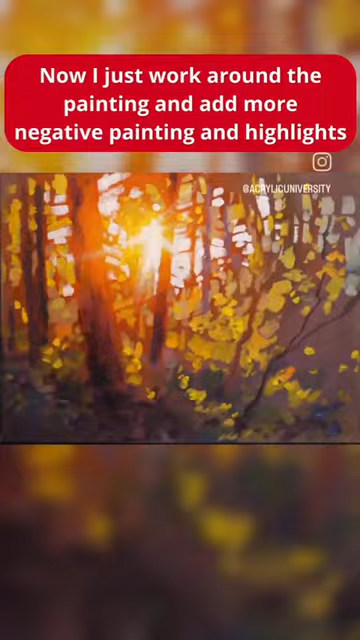 Now I just work around the
painting and add more
negative painting and highlights
@ACRYLICUNIVERSITY